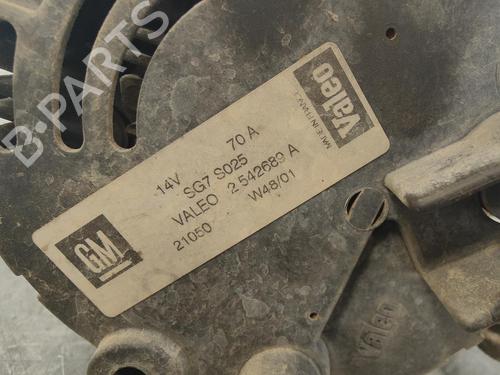 B-PARTS
Valeo
MADE IN FRANCE
14V 70 A
SG7 S025
VALEO 2 542689 A
21050 W48/01
GM
Valeo